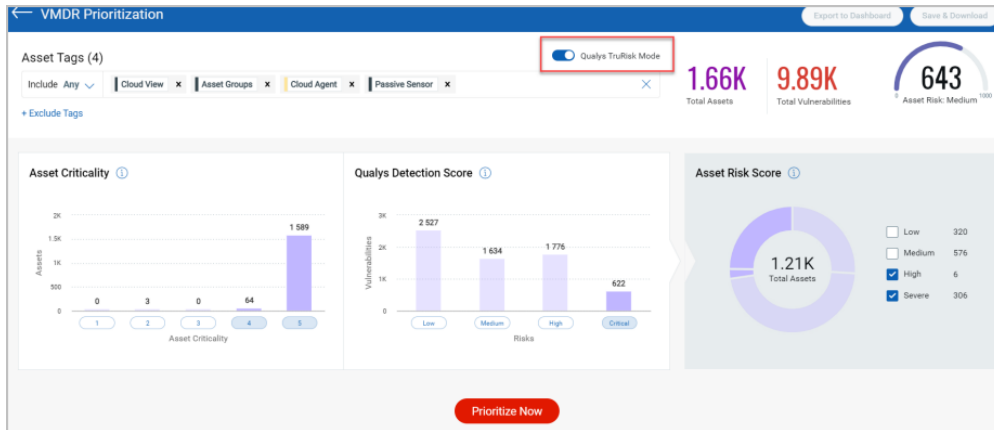 VMDR Prioritization
Export to Dashboard
Save & Download
Asset Tags (4)
Qualys TruRisk Mode
Include Any
Cloud View x
Asset Groups x
Cloud Agent x
Passive Sensor x
+ Exclude Tags
1.66K
Total Assets
9.89K
Total Vulnerabilities
643
0
1000
Asset Risk: Medium
Asset Criticality
2K
1.5K
1K
500
0
Assets
0
3
0
64
1 589
1
2
3
4
5
Asset Criticality
Qualys Detection Score
3K
2K
1K
0
Vulnerabilities
2 527
1 634
1 776
622
Low
Medium
High
Critical
Risks
Asset Risk Score
1.21K
Total Assets
Low 320
Medium 576
High 6
Severe 306
Prioritize Now